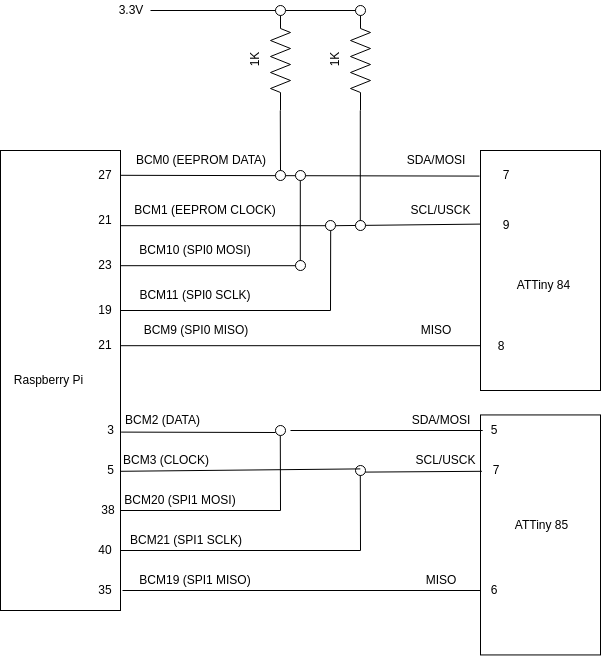 3.3V
1K
1K
27
BCM0 (EEPROM DATA)
SDA/MOSI
7
21
BCM1 (EEPROM CLOCK)
SCL/USCK
9
23
BCM10 (SPI0 MOSI)
ATTiny 84
19
BCM11 (SPI0 SCLK)
21
BCM9 (SPI0 MISO)
MISO
8
Raspberry Pi
3
BCM2 (DATA)
SDA/MOSI
5
5
BCM3 (CLOCK)
SCL/USCK
7
38
BCM20 (SPI1 MOSI)
ATTiny 85
40
BCM21 (SPI1 SCLK)
35
BCM19 (SPI1 MISO)
MISO
6